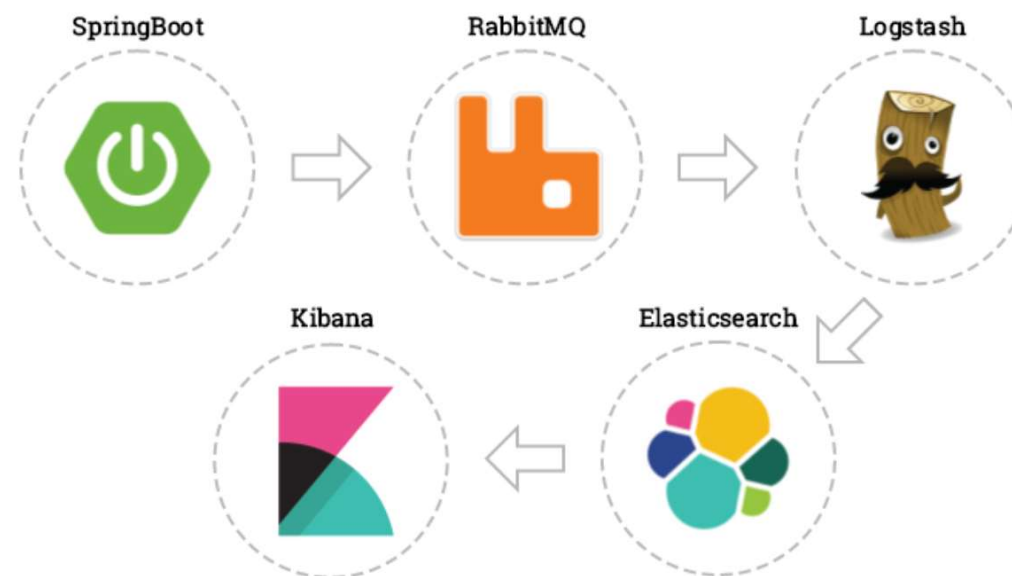 SpringBoot
RabbitMQ
Logstash
Kibana
Elasticsearch